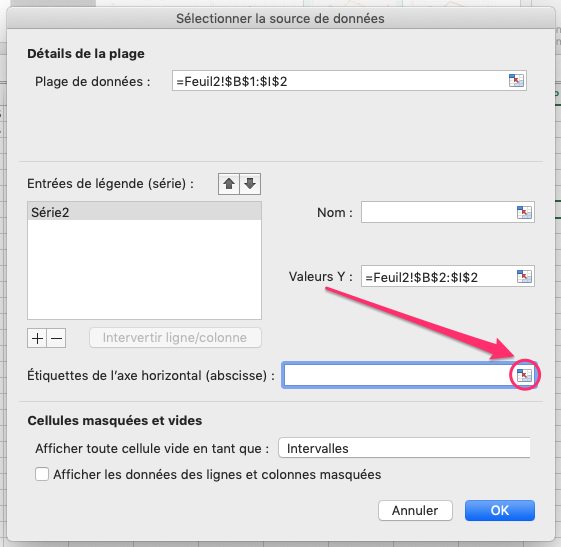 Sélectionner la source de données
Détails de la plage
Plage de données : =Feuil2!$B$1:$I$2
Entrées de légende (série) :
Série2
Nom :
Valeurs Y : =Feuil2!$B$2:$I$2
+ − Intervertir ligne/colonne
Étiquettes de l'axe horizontal (abscisse) :
Cellules masquées et vides
Afficher toute cellule vide en tant que : Intervalles
Afficher les données des lignes et colonnes masquées
Annuler OK